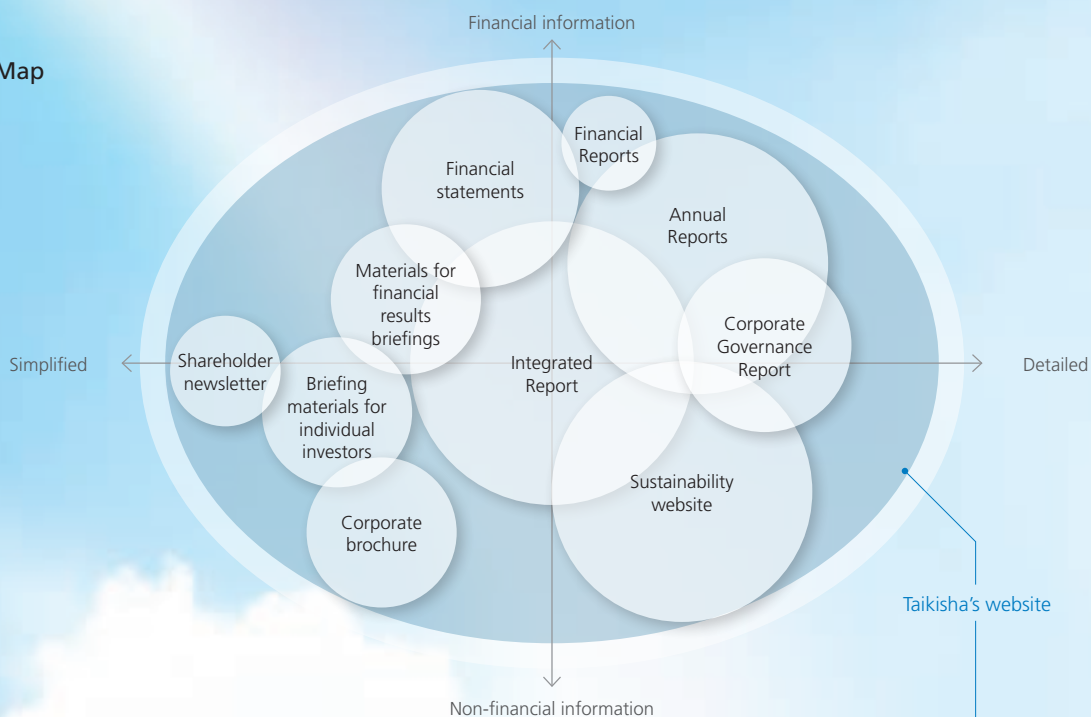 Financial information
Map
Financial
Reports
Financial
statements
Annual
Reports
Materials for
financial
results
briefings
Corporate
Governance
Report
Simplified
Shareholder
newsletter
Integrated
Report
Detailed
Briefing
materials for
individual
investors
Sustainability
website
Corporate
brochure
Taikisha's website
Non-financial information